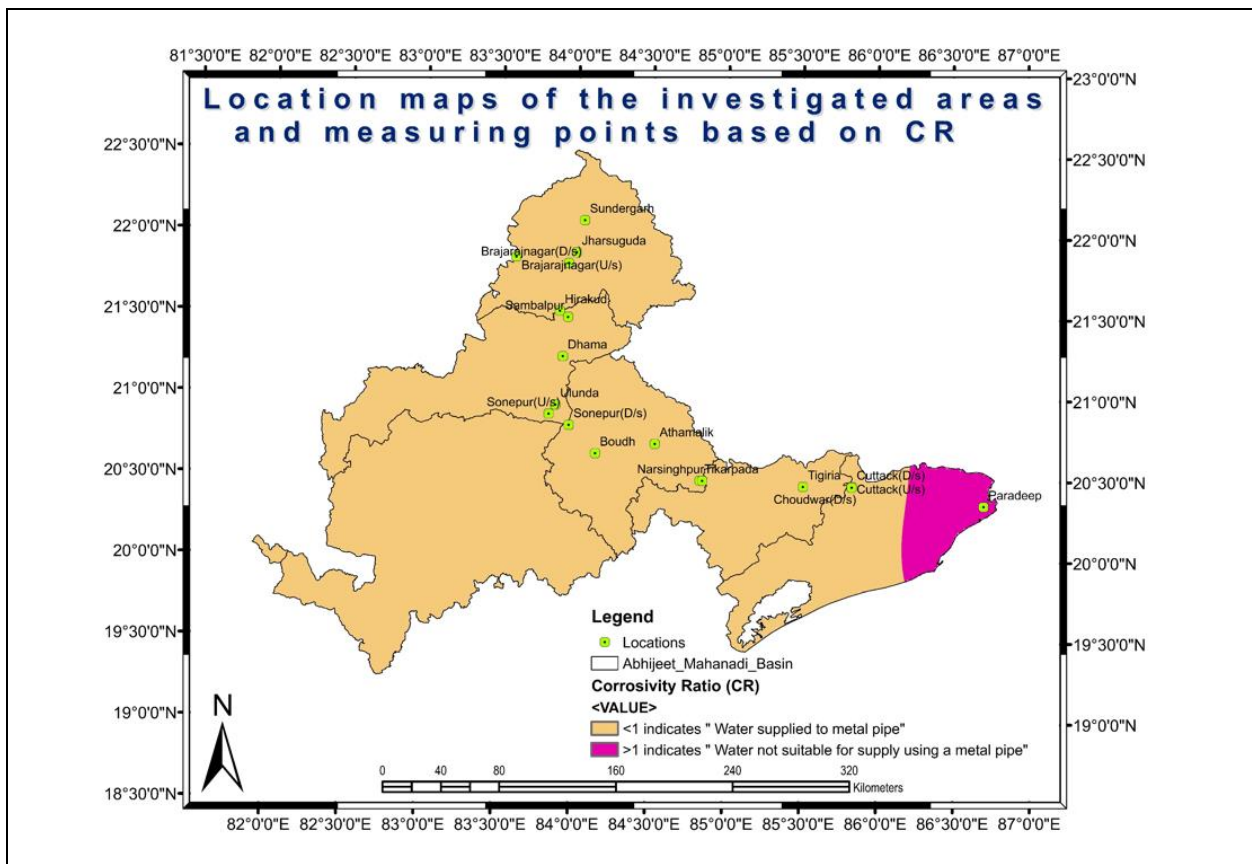 81°30'0"E 82°0'0"E 82°30'0"E 83°0'0"E 83°30'0"E 84°0'0"E 84°30'0"E 85°0'0"E 85°30'0"E 86°0'0"E 86°30'0"E 87°0'0"E
23°0'0"N
Location maps of the investigated areas
and measuring points based on CR
22°30'0"N 22°30'0"N
Sundergarh
22°0'0"N 22°0'0"N
Jharsuguda
Brajarajnagar(D/s)
Brajarajnagar(U/s)
21°30'0"N 21°30'0"N
Hirakud
Sambalpur
Dhama
21°0'0"N 21°0'0"N
Ulunda
Sonepur(U/s)
Sonepur(D/s)
Boudh
Athamalik
20°30'0"N 20°30'0"N
Narsinghpur Tikarpada
Tigiria
Cuttack(D/s)
Choudwar(D/s)
Cuttack(U/s)
Paradeep
20°0'0"N 20°0'0"N
19°30'0"N 19°30'0"N
Legend
Locations
Abhijeet_Mahanadi_Basin
Corrosivity Ratio (CR)
<VALUE>
<1 indicates " Water supplied to metal pipe"
>1 indicates " Water not suitable for supply using a metal pipe"
19°0'0"N 19°0'0"N
N
0 40 80 160 240 320
Kilometers
18°30'0"N
82°0'0"E 82°30'0"E 83°0'0"E 83°30'0"E 84°0'0"E 84°30'0"E 85°0'0"E 85°30'0"E 86°0'0"E 86°30'0"E 87°0'0"E